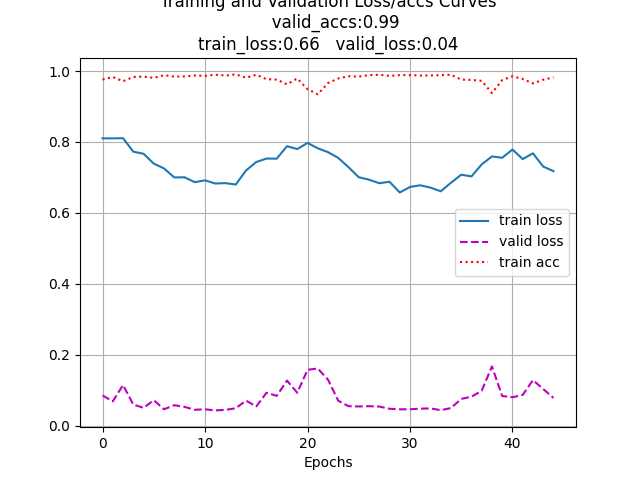 Training and Validation Loss/accs Curves
valid_accs:0.99
train_loss:0.66 valid_loss:0.04
1.0
0.8
0.6
0.4
0.2
0.0
train loss
valid loss
train acc
0 10 20 30 40
Epochs